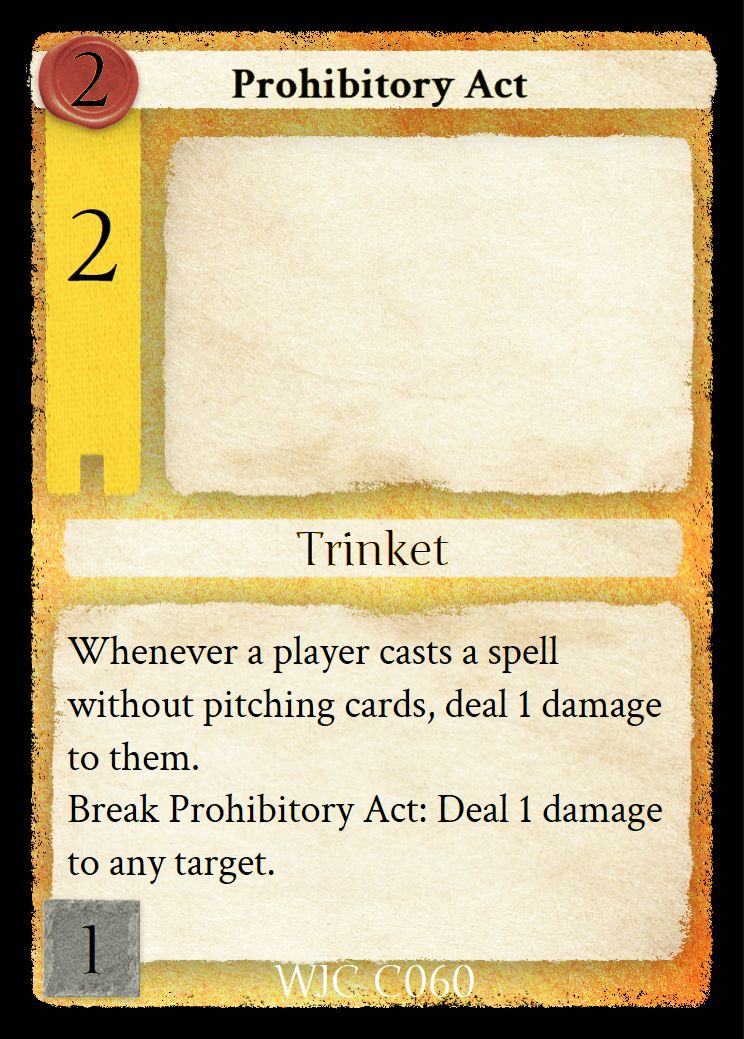 2
Prohibitory Act
2
Trinket
Whenever a player casts a spell
without pitching cards, deal 1 damage
to them.
Break Prohibitory Act: Deal 1 damage
to any target.
1
WJC C060